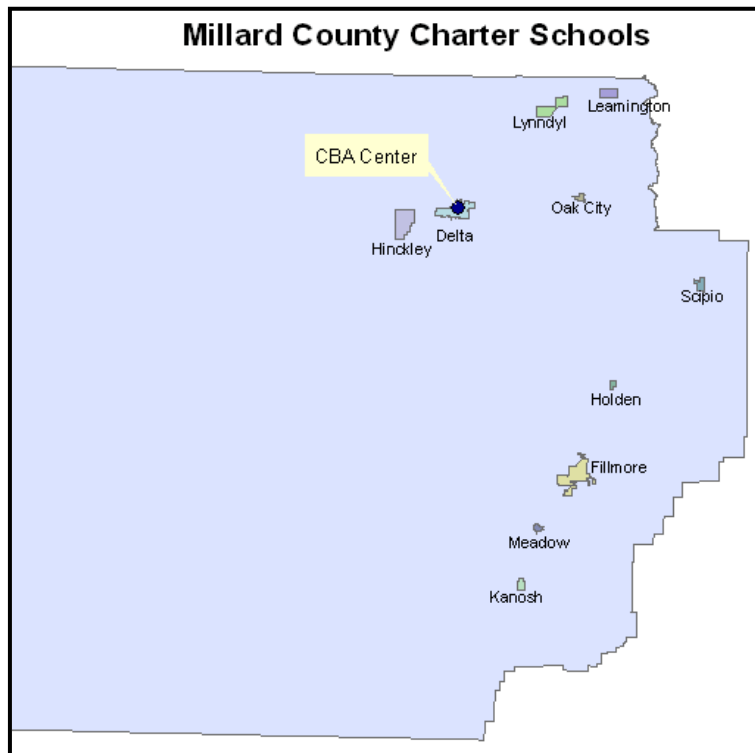 Millard County Charter Schools
Leamington
Lynndyl
CBA Center
Oak City
Delta
Hinckley
Scipio
Holden
Fillmore
Meadow
Kanosh